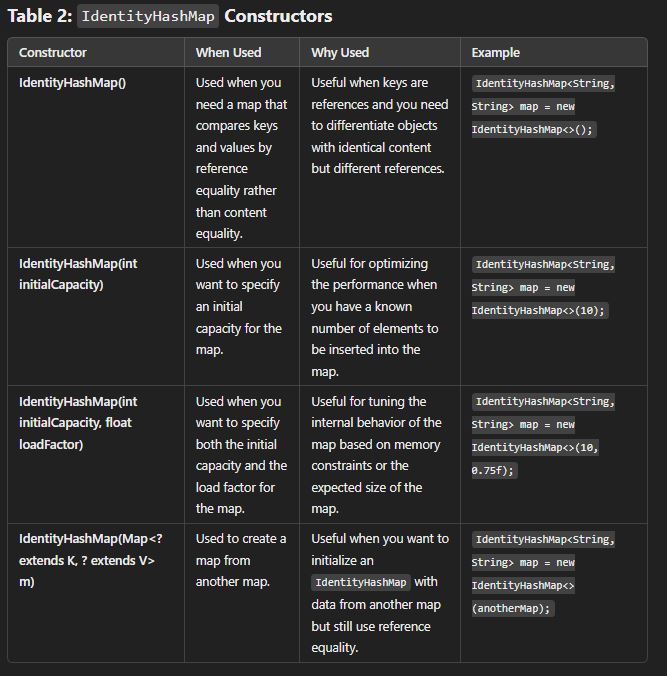 Table 2: IdentityHashMap Constructors
Constructor When Used Why Used Example
IdentityHashMap()
Used when you
need a map that
compares keys
and values by
reference
equality rather
than content
equality.
Useful when keys are
references and you need
to differentiate objects
with identical content
but different references.
IdentityHashMap<String,
String> map = new
IdentityHashMap<>();
IdentityHashMap(int
initialCapacity)
Used when you
want to specify
an initial
capacity for the
map.
Useful for optimizing
the performance when
you have a known
number of elements to
be inserted into the
map.
IdentityHashMap<String,
String> map = new
IdentityHashMap<>(10);
IdentityHashMap(int
initialCapacity, float
loadFactor)
Used when you
want to specify
both the initial
capacity and the
load factor for
the map.
Useful for tuning the
internal behavior of the
map based on memory
constraints or the
expected size of the
map.
IdentityHashMap<String,
String> map = new
IdentityHashMap<>(10,
0.75f);
IdentityHashMap(Map<?
extends K, ? extends V>
m)
Used to create a
map from
another map.
Useful when you want to
initialize an
IdentityHashMap with
data from another map
but still use reference
equality.
IdentityHashMap<String,
String> map = new
IdentityHashMap<>
(anotherMap);